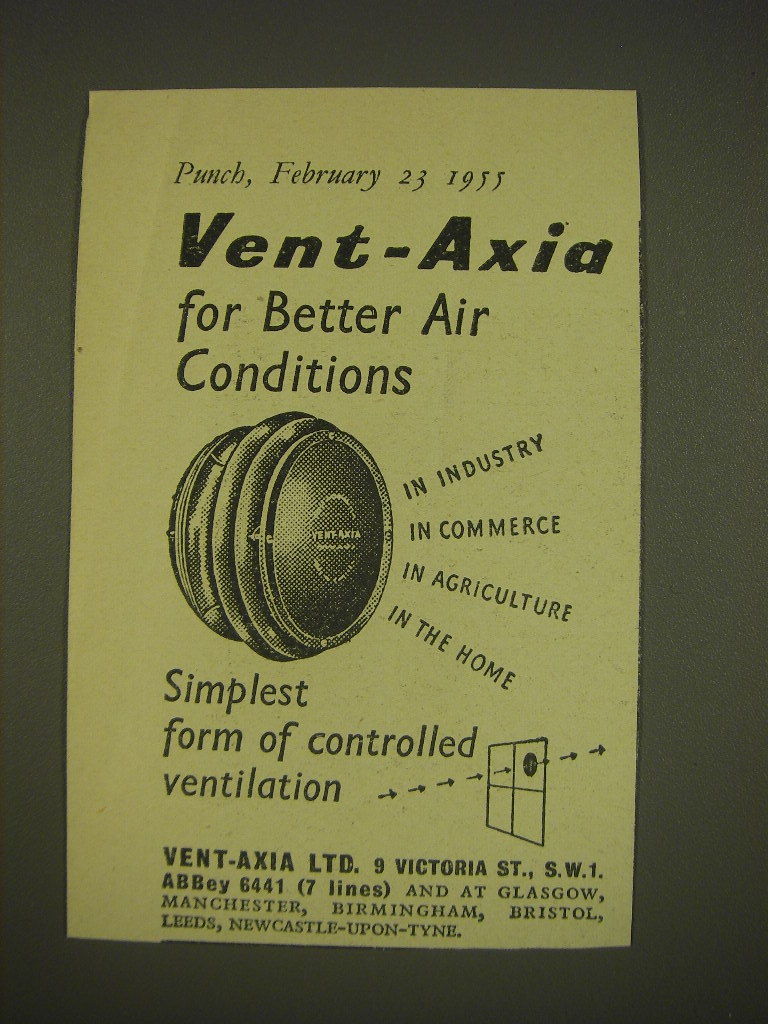 Punch, February 23 1955
Vent-Axia
for Better Air
Conditions
VENT-AXIA
IN INDUSTRY
IN COMMERCE
IN AGRICULTURE
IN THE HOME
Simplest
form of controlled
ventilation
VENT-AXIA LTD. 9 VICTORIA ST., S.W.1.
ABBey 6441 (7 lines) AND AT GLASGOW,
MANCHESTER, BIRMINGHAM, BRISTOL,
LEEDS, NEWCASTLE-UPON-TYNE.